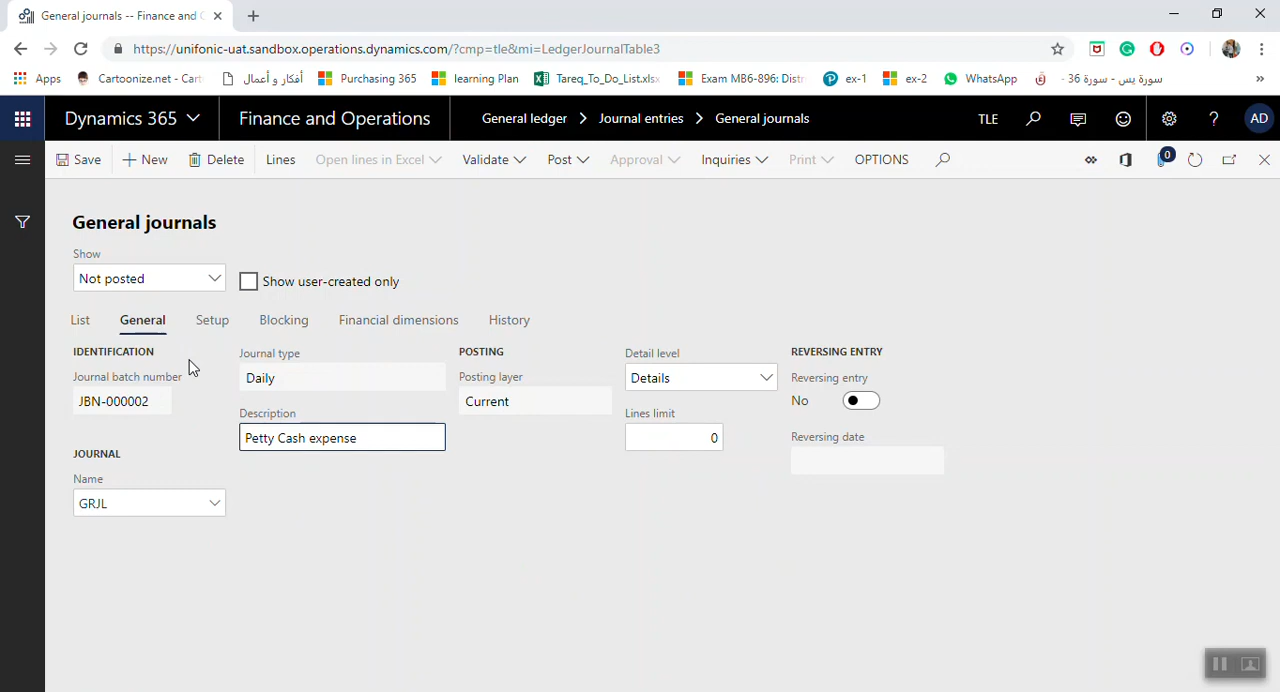 General journals -- Finance and O
https://unifonic-uat.sandbox.operations.dynamics.com/?cmp=tle&mi=LedgerJournalTable3
Apps Cartoonize.net - Cart أفكار و أعمال Purchasing 365 learning Plan Tareq_To_Do_List.xlsx Exam MB6-896: Distr ex-1 ex-2 WhatsApp سورة يس - سورة 36 - »
Dynamics 365 Finance and Operations General ledger > Journal entries > General journals TLE ? AD
Save + New Delete Lines Open lines in Excel Validate Post Approval Inquiries Print OPTIONS 0
General journals
Show
Not posted Show user-created only
List General Setup Blocking Financial dimensions History
IDENTIFICATION Journal type POSTING Detail level REVERSING ENTRY
Journal batch number Daily Posting layer Details Reversing entry
JBN-000002 Description Current Lines limit No
Petty Cash expense 0 Reversing date
JOURNAL
Name
GRJL